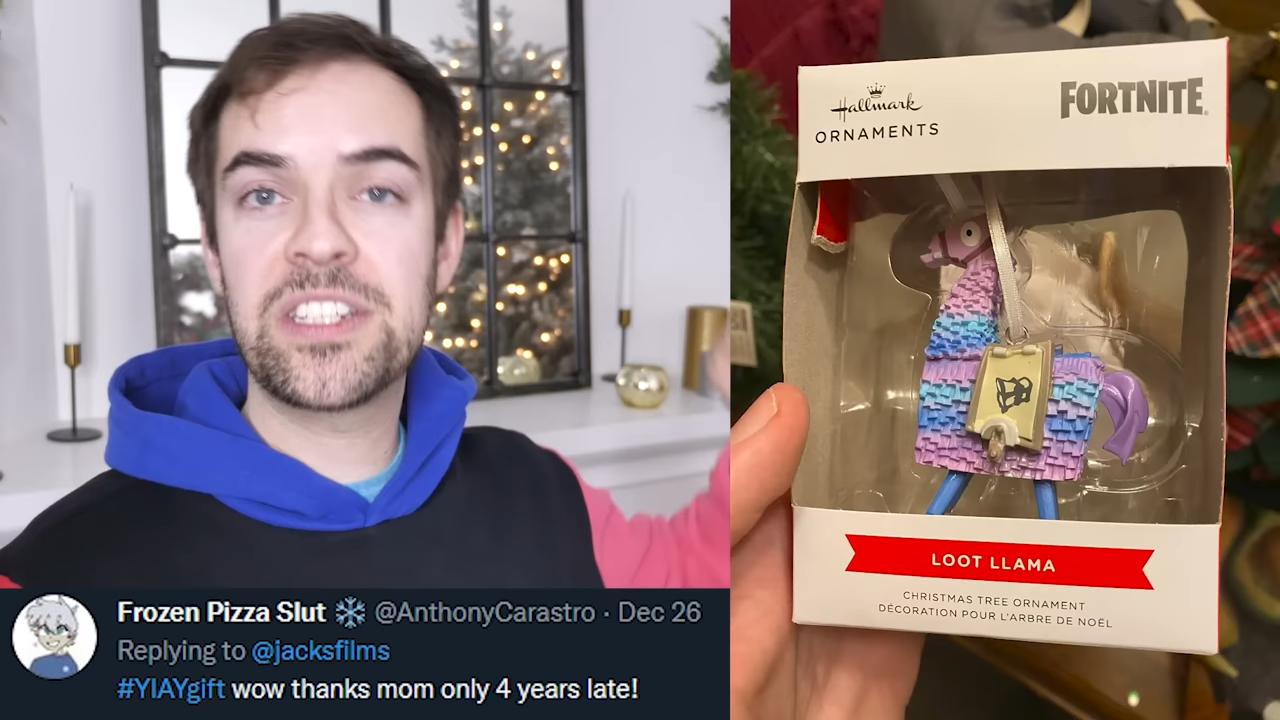 Hallmark
ORNAMENTS
FORTNITE
LOOT LLAMA
CHRISTMAS TREE ORNAMENT
DÉCORATION POUR L'ARBRE DE NOËL
Frozen Pizza Slut ❄ @AnthonyCarastro · Dec 26
Replying to @jacksfilms
#YIAYgift wow thanks mom only 4 years late!